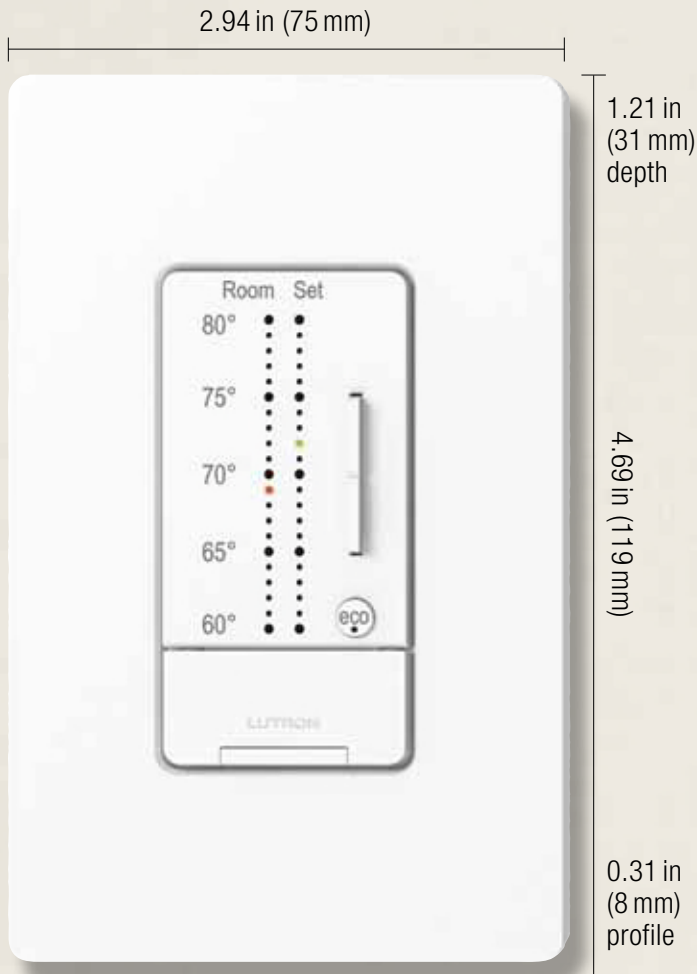 2.94 in (75 mm)
1.21 in
(31 mm)
depth
Room Set
80°
75°
70°
65°
60°
eco
LUTRON
4.69 in (119 mm)
0.31 in
(8 mm)
profile